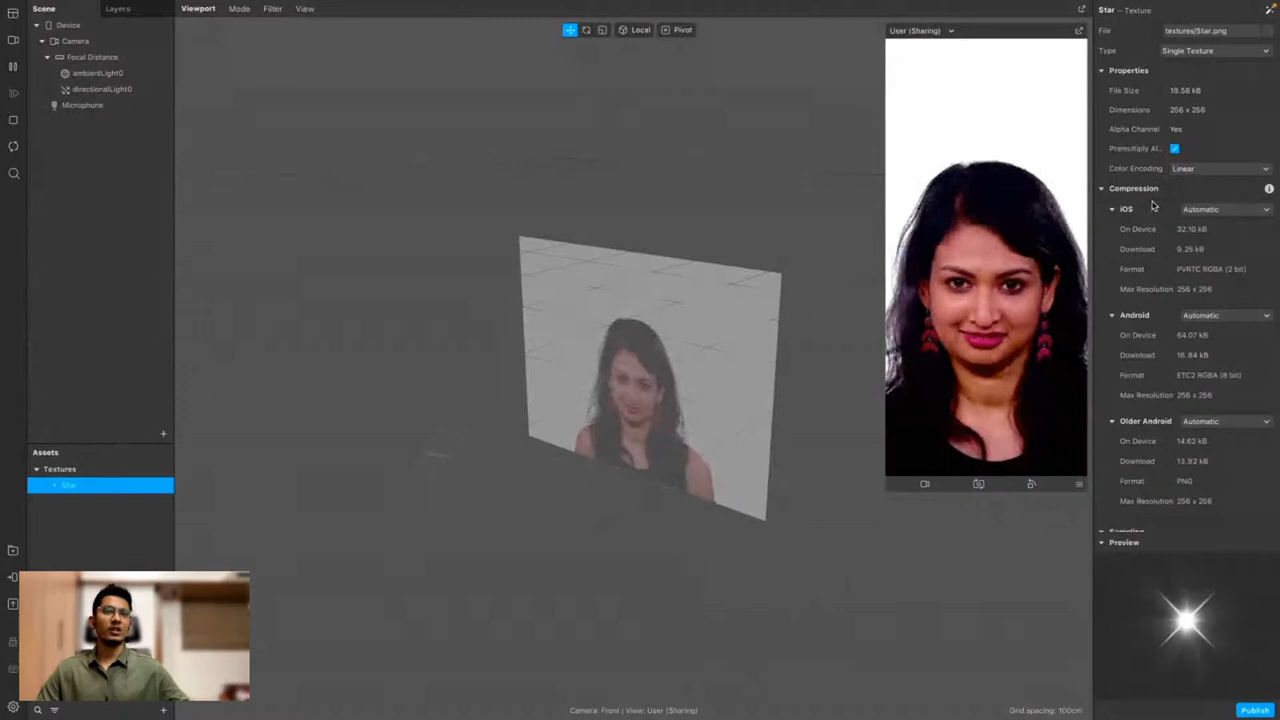 Scene
Layers
Device
Camera
Focal Distance
ambientLight0
directionalLight0
Microphone
Assets
Textures
Star
Viewport
Mode
Filter
View
Local
Pivot
User (Sharing)
Camera: Front | View: User (Sharing)
Grid spacing: 100cm
Star – Texture
File textures/Star.png
Type Single Texture
Properties
File Size 19.58 kB
Dimensions 256 x 256
Alpha Channel Yes
Premultiply Al...
Color Encoding Linear
Compression
iOS Automatic
On Device 32.10 kB
Download 9.25 kB
Format PVRTC RGBA (2 bit)
Max Resolution 256 x 256
Android Automatic
On Device 64.07 kB
Download 16.84 kB
Format ETC2 RGBA (8 bit)
Max Resolution 256 x 256
Older Android Automatic
On Device 14.62 kB
Download 13.92 kB
Format PNG
Max Resolution 256 x 256
Preview
Publish